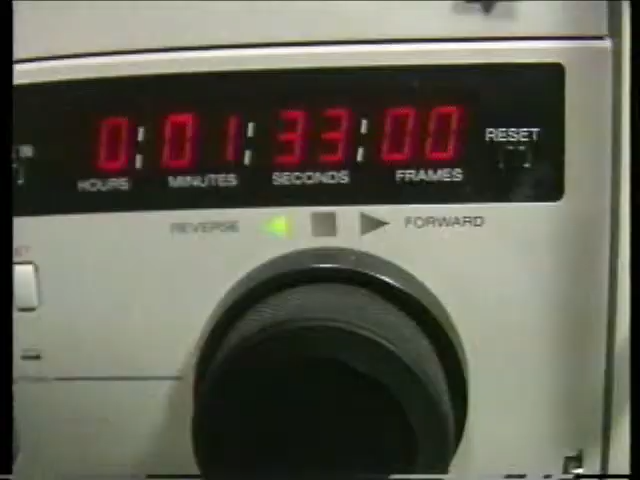 0:01:33:00
RESET
HOURS MINUTES SECONDS FRAMES
REVERSE FORWARD